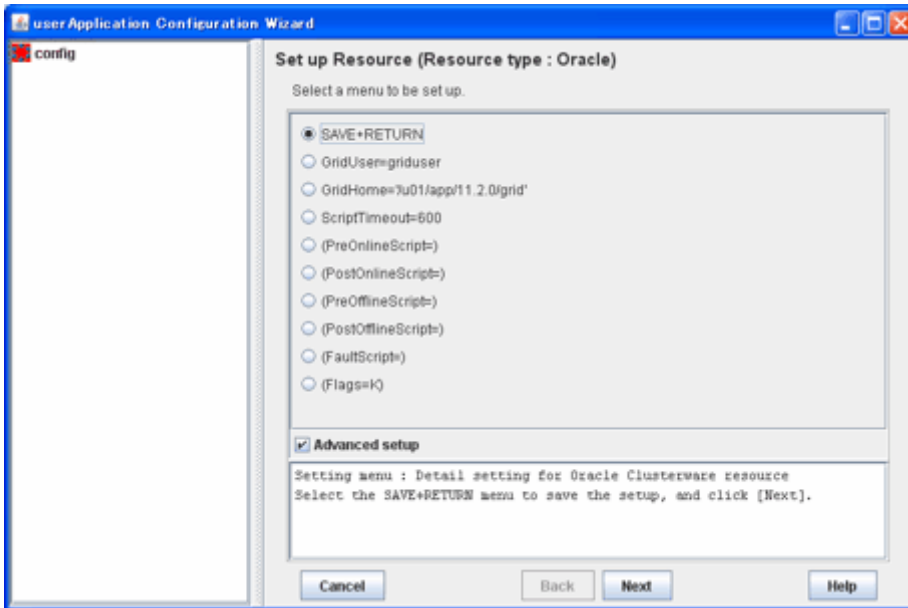 userApplication Configuration Wizard
config
Set up Resource (Resource type : Oracle)
Select a menu to be set up.
SAVE+RETURN
GridUser=griduser
GridHome='/u01/app/11.2.0/grid'
ScriptTimeout=600
(PreOnlineScript=)
(PostOnlineScript=)
(PreOfflineScript=)
(PostOfflineScript=)
(FaultScript=)
(Flags=K)
Advanced setup
Setting menu : Detail setting for Oracle Clusterware resource
Select the SAVE+RETURN menu to save the setup, and click [Next].
Cancel Back Next Help